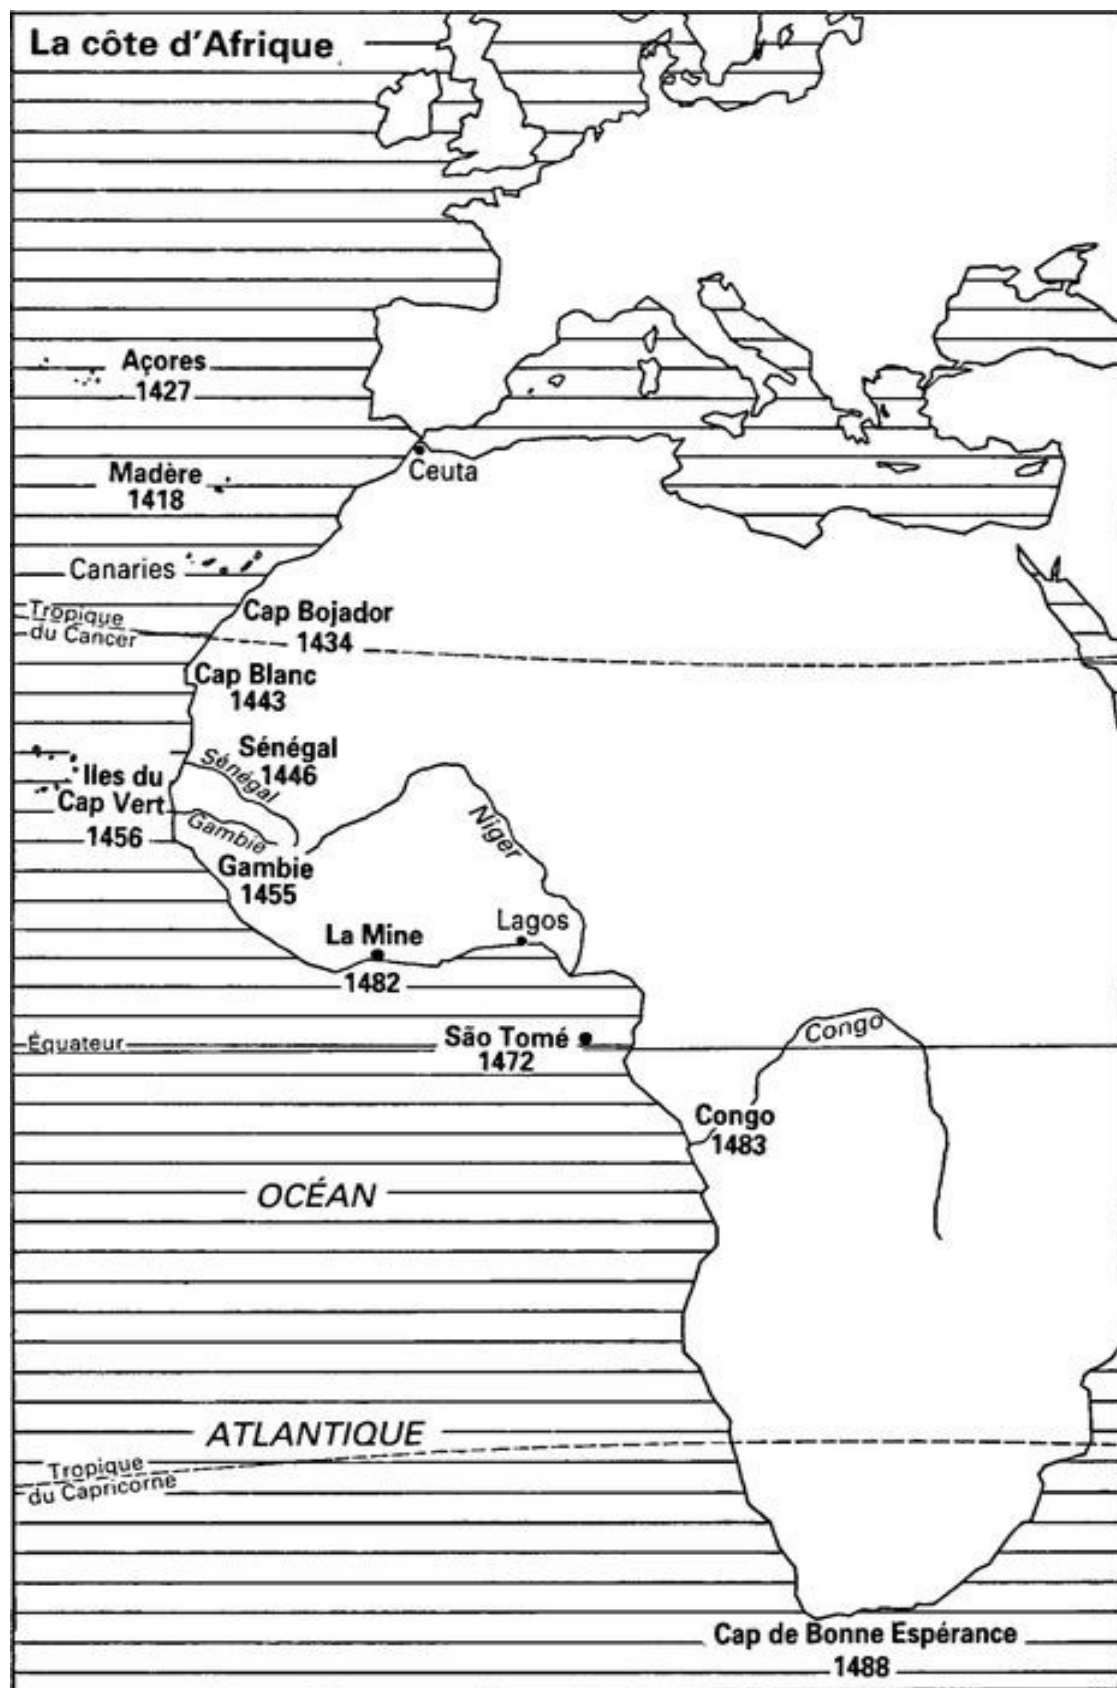 La côte d'Afrique
Açores
1427
Madère
1418
Ceuta
Canaries
Tropique
du Cancer
Cap Bojador
1434
Cap Blanc
1443
Sénégal
1446
Sénégal
Iles du
Cap Vert
1456
Gambie
Gambie
1455
Niger
Lagos
La Mine
1482
Équateur
São Tomé
1472
Congo
Congo
1483
OCÉAN
ATLANTIQUE
Tropique
du Capricorne
Cap de Bonne Espérance
1488